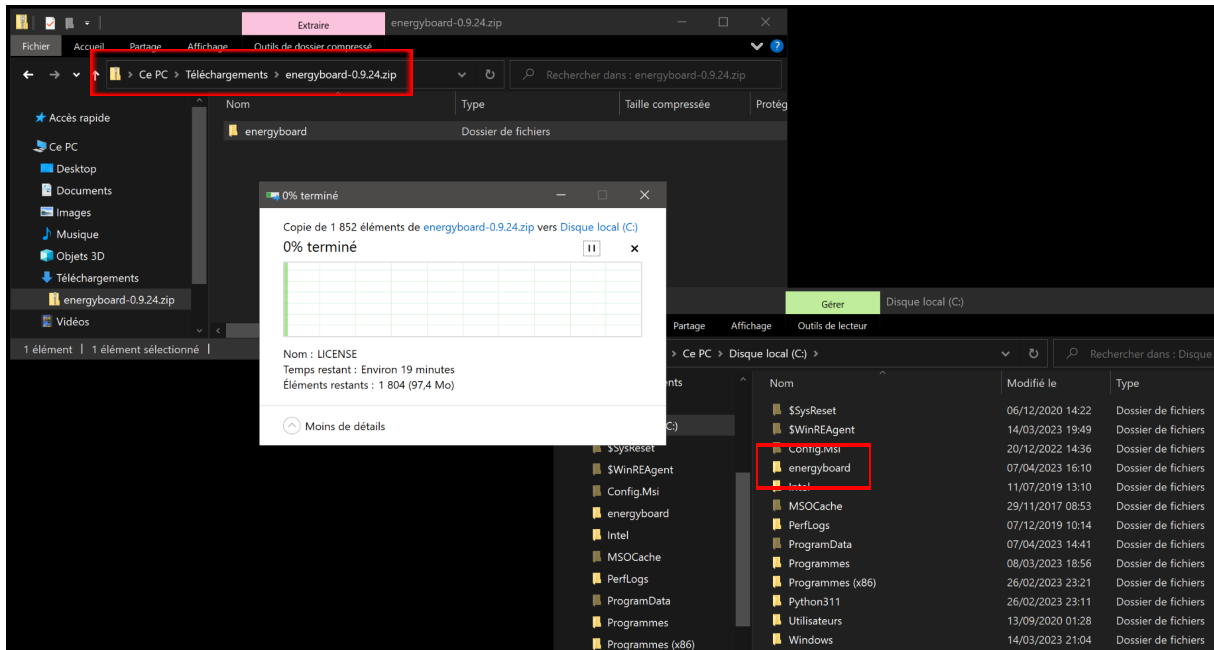 Extraire
energyboard-0.9.24.zip
Fichier Accueil Partage Affichage Outils de dossier compressé
Ce PC > Téléchargements > energyboard-0.9.24.zip
Rechercher dans : energyboard-0.9.24.zip
Nom Type Taille compressée Protég
energyboard Dossier de fichiers
Accès rapide
Ce PC
Desktop
Documents
Images
Musique
Objets 3D
Téléchargements
energyboard-0.9.24.zip
Vidéos
1 élément 1 élément sélectionné
0% terminé
Copie de 1 852 éléments de energyboard-0.9.24.zip vers Disque local (C:)
0% terminé
Nom : LICENSE
Temps restant : Environ 19 minutes
Éléments restants : 1 804 (97,4 Mo)
Moins de détails
Gérer
Disque local (C:)
Partage Affichage Outils de lecteur
> Ce PC > Disque local (C:) >
Rechercher dans : Disque
Nom Modifié le Type
$SysReset 06/12/2020 14:22 Dossier de fichiers
$WinREAgent 14/03/2023 19:49 Dossier de fichiers
Config.Msi 20/12/2022 14:36 Dossier de fichiers
energyboard 07/04/2023 16:10 Dossier de fichiers
Intel 11/07/2019 13:10 Dossier de fichiers
MSOCache 29/11/2017 08:53 Dossier de fichiers
PerfLogs 07/12/2019 10:14 Dossier de fichiers
ProgramData 07/04/2023 14:41 Dossier de fichiers
Programmes 08/03/2023 18:56 Dossier de fichiers
Programmes (x86) 26/02/2023 23:21 Dossier de fichiers
Python311 26/02/2023 23:11 Dossier de fichiers
Utilisateurs 13/09/2020 01:28 Dossier de fichiers
Windows 14/03/2023 21:04 Dossier de fichiers
ents
C:)
$SysReset
$WinREAgent
Config.Msi
energyboard
Intel
MSOCache
PerfLogs
ProgramData
Programmes
Programmes (x86)